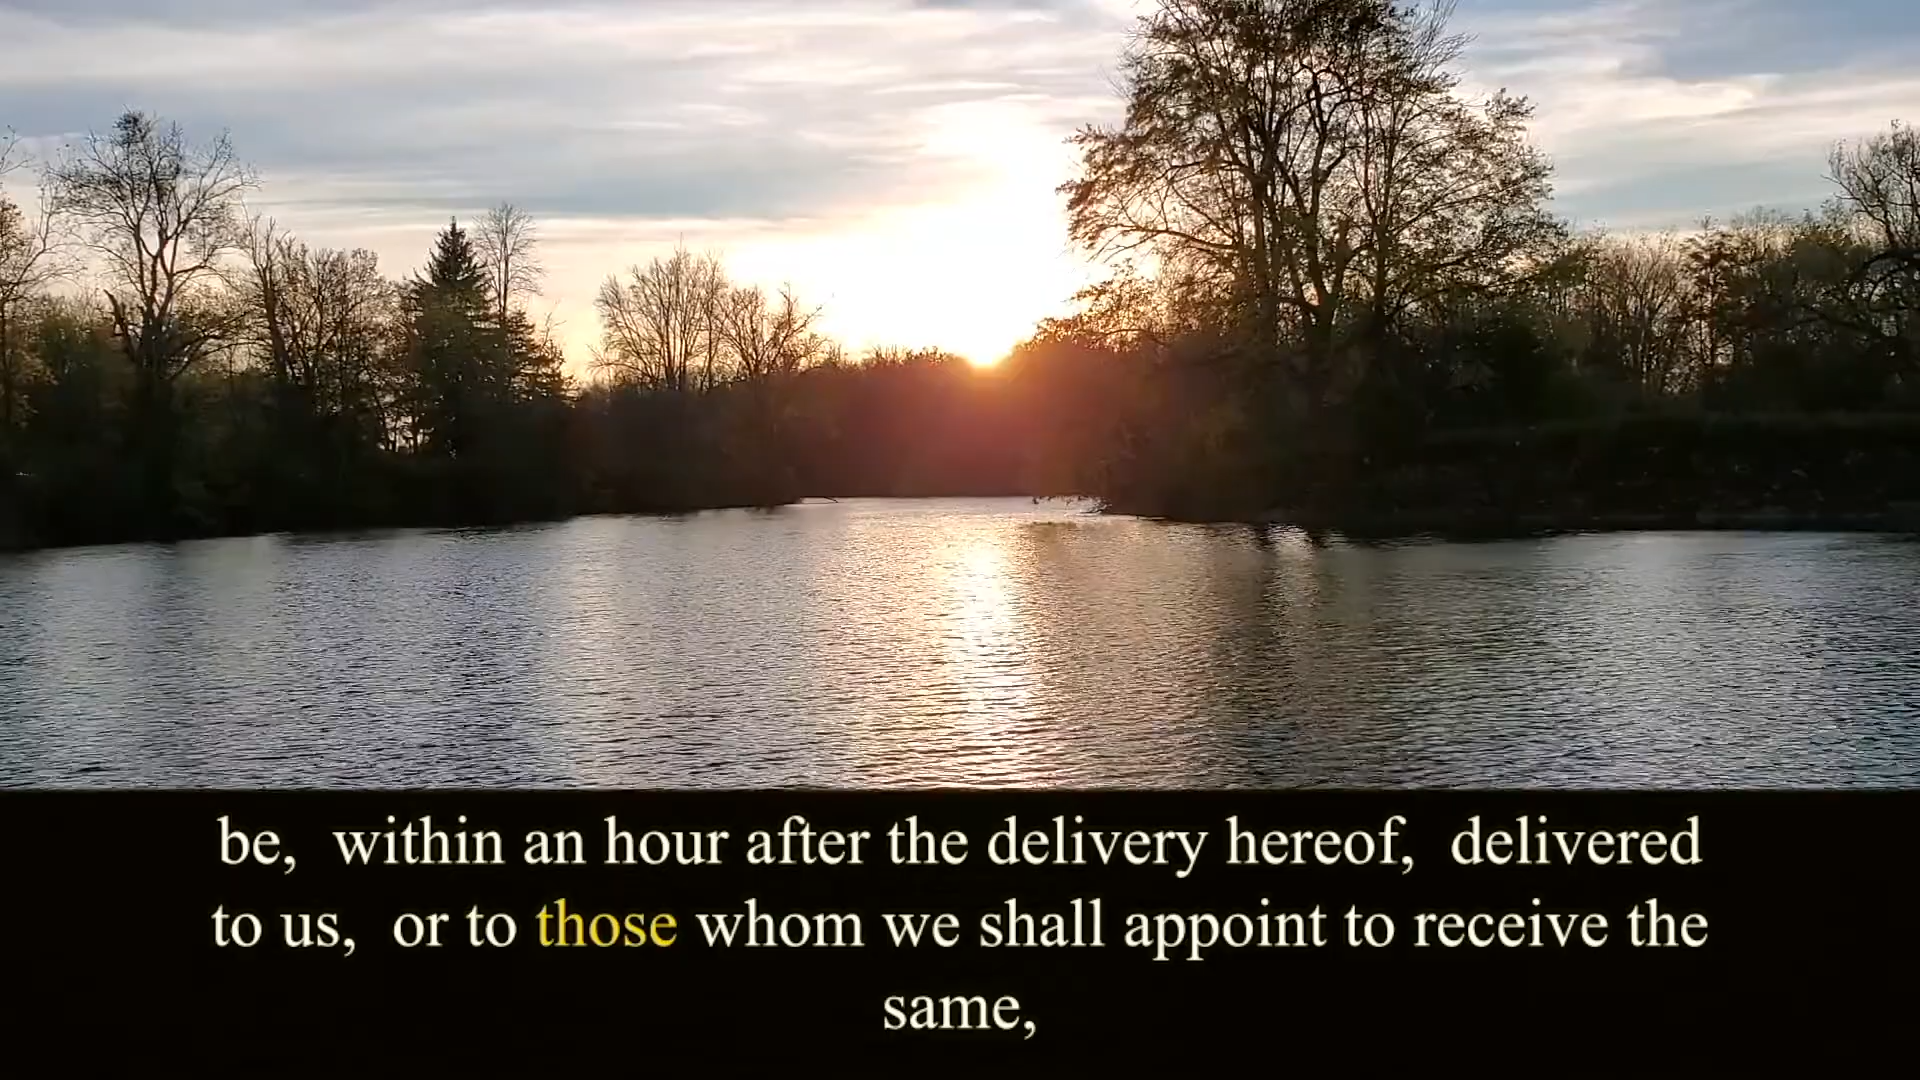 be, within an hour after the delivery hereof, delivered
to us, or to those whom we shall appoint to receive the
same,